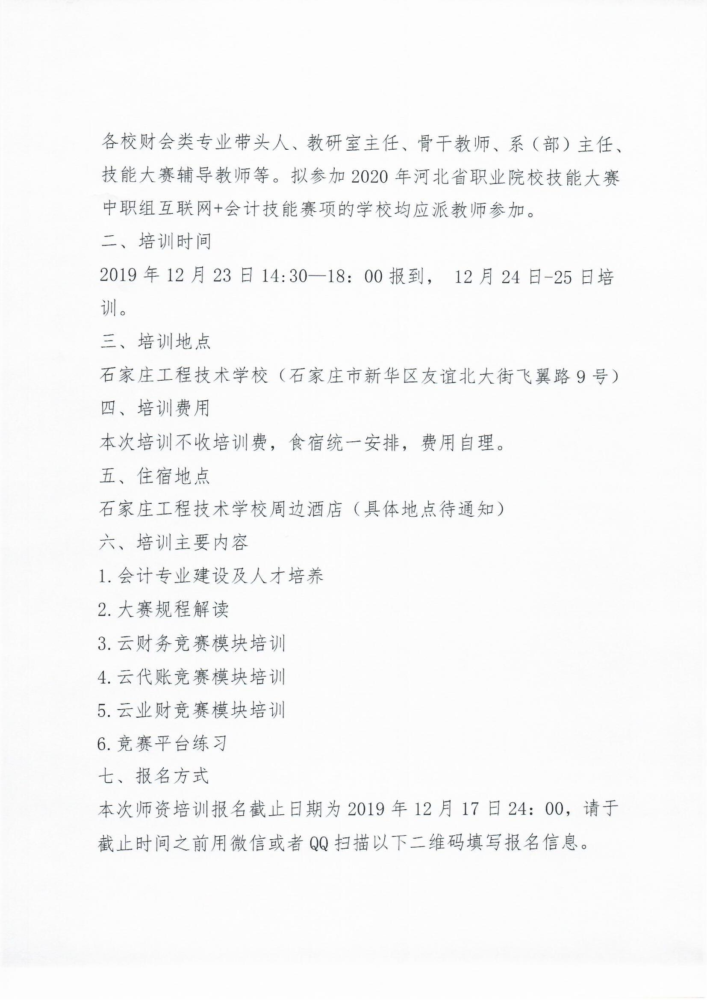 各校财会类专业带头人、教研室主任、骨干教师、系（部）主任、
技能大赛辅导教师等。拟参加 2020 年河北省职业院校技能大赛
中职组互联网+会计技能赛项的学校均应派教师参加。
二、培训时间
2019 年 12 月 23 日 14:30—18：00 报到， 12 月 24 日-25 日培
训。
三、培训地点
石家庄工程技术学校（石家庄市新华区友谊北大街飞翼路 9 号）
四、培训费用
本次培训不收培训费，食宿统一安排，费用自理。
五、住宿地点
石家庄工程技术学校周边酒店（具体地点待通知）
六、培训主要内容
1.会计专业建设及人才培养
2.大赛规程解读
3.云财务竞赛模块培训
4.云代账竞赛模块培训
5.云业财竞赛模块培训
6.竞赛平台练习
七、报名方式
本次师资培训报名截止日期为 2019 年 12 月 17 日 24：00，请于
截止时间之前用微信或者 QQ 扫描以下二维码填写报名信息。